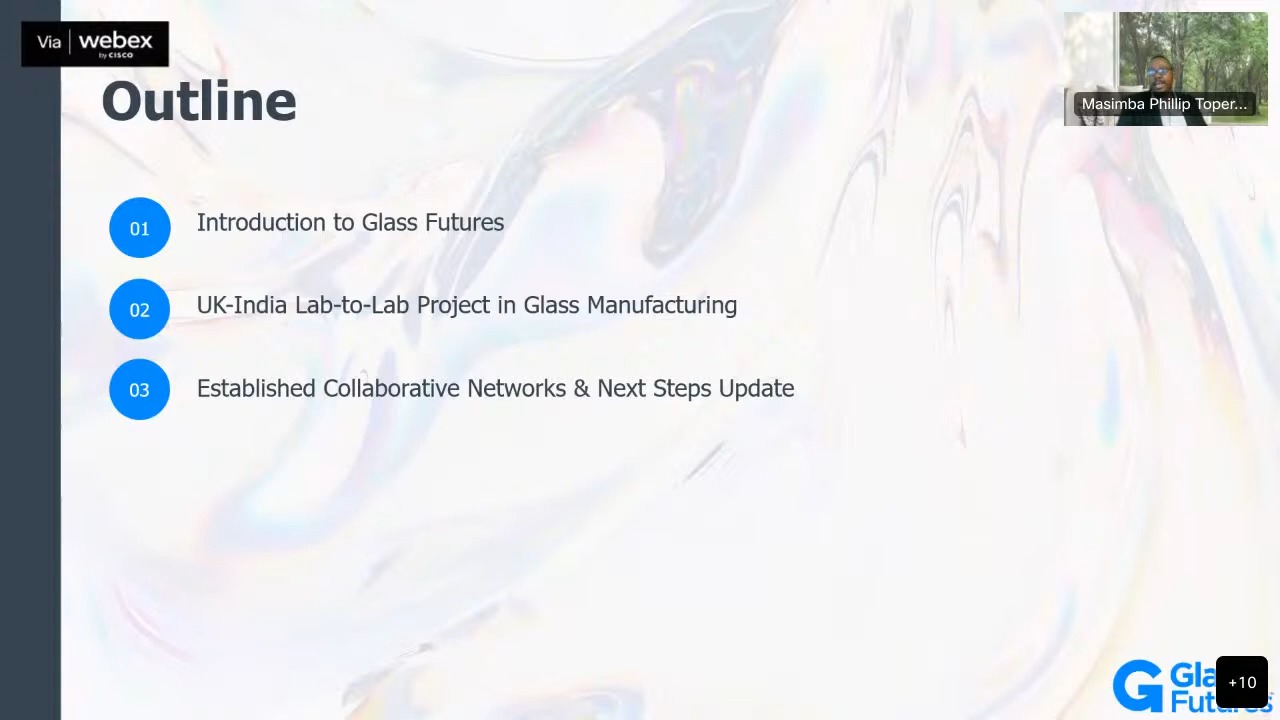 Via webex
by CISCO
Outline
Masimba Phillip Toper...
01 Introduction to Glass Futures
02 UK-India Lab-to-Lab Project in Glass Manufacturing
03 Established Collaborative Networks & Next Steps Update
+10
Futures